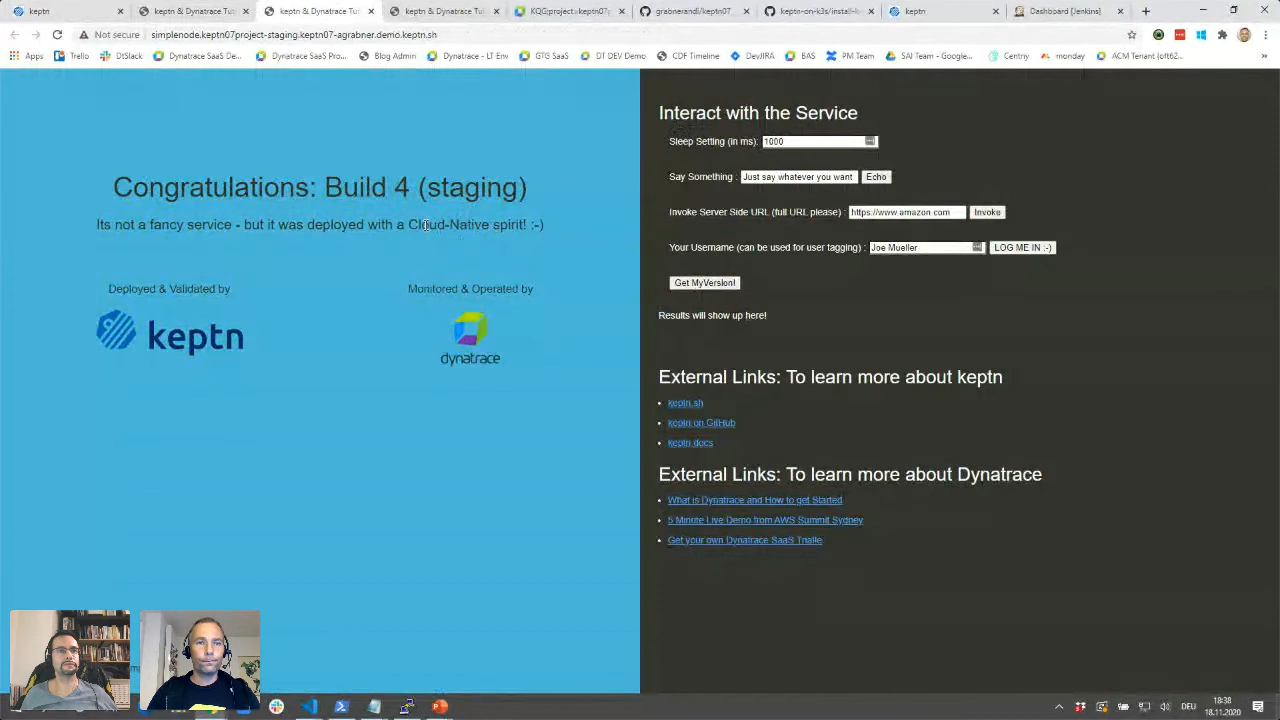 keptn
keptn & Dynatrace Tu
keptn & Dynatrace Tu
keptn & Dynatrace Tu
KQG;project=keptn07
grabnerandi/keptn07
keptn-on-k3s/install-k
keptn
Dashboard [Jenkins]
Not secure
simplenode.keptn07project-staging.keptn07-agrabner.demo.keptn.sh
Apps
Trello
DtSlack
Dynatrace SaaS De...
Dynatrace SaaS Pro...
Blog Admin
Dynatrace - LT Env
GTG SaaS
DT DEV Demo
CDF Timeline
DevJIRA
BAS
PM Team
SAI Team - Google...
Centriy
monday
ACM Tenant (oft62...
Congratulations: Build 4 (staging)
Its not a fancy service - but it was deployed with a Cloud-Native spirit! :-)
Deployed & Validated by
Monitored & Operated by
keptn
dynatrace
Interact with the Service
Sleep Setting (in ms): 1000
Say Something : Just say whatever you want Echo
Invoke Server Side URL (full URL please) : https://www.amazon.com Invoke
Your Username (can be used for user tagging) : Joe Mueller LOG ME IN :-)
Get MyVersion!
Results will show up here!
External Links: To learn more about keptn
keptn.sh
keptn on GitHub
keptn docs
External Links: To learn more about Dynatrace
What is Dynatrace and How to get Started
5 Minute Live Demo from AWS Summit Sydney
Get your own Dynatrace SaaS Trial!e
DEU
18:38
18.11.2020